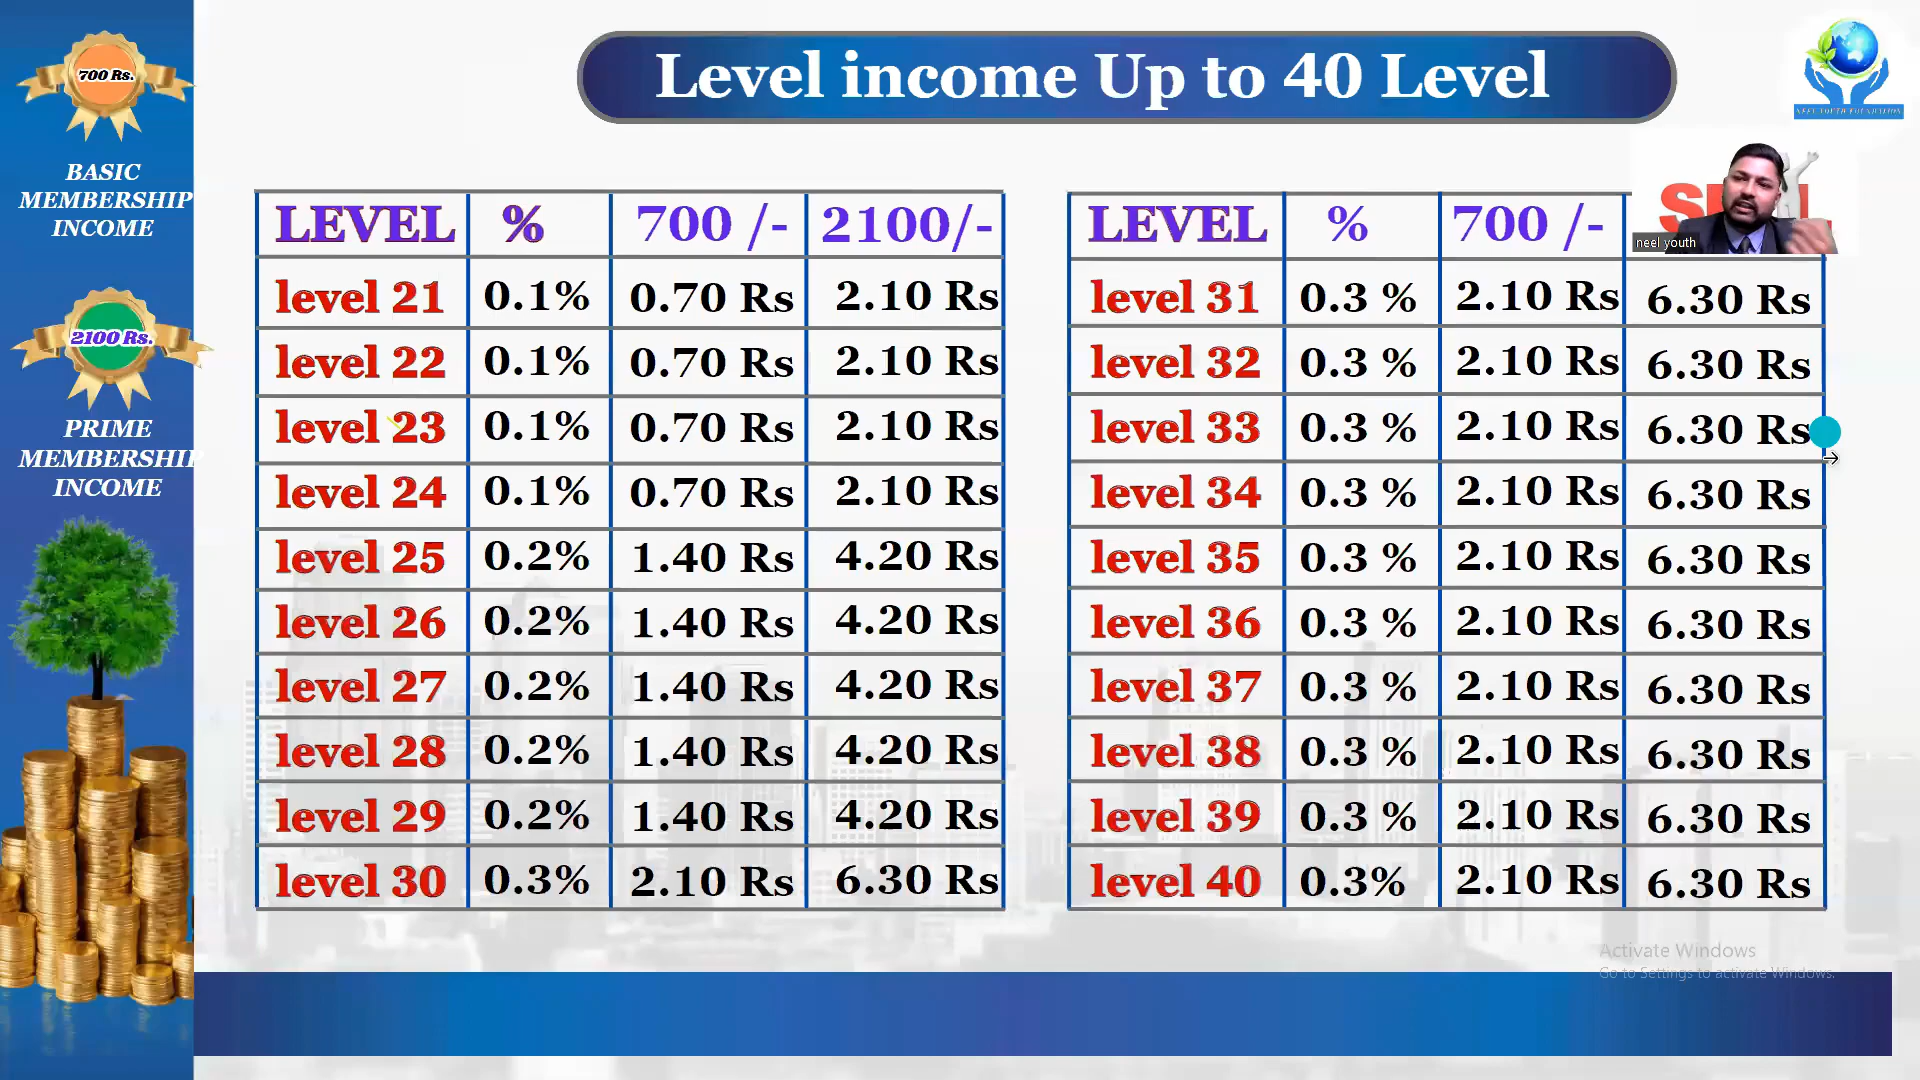 Level income Up to 40 Level
NEEL YOUTH FOUNDATION
700 Rs.
BASIC
MEMBERSHIP
INCOME
2100 Rs.
PRIME
MEMBERSHIP
INCOME
LEVEL % 700 /- 2100/-
level 21 0.1% 0.70 Rs 2.10 Rs
level 22 0.1% 0.70 Rs 2.10 Rs
level 23 0.1% 0.70 Rs 2.10 Rs
level 24 0.1% 0.70 Rs 2.10 Rs
level 25 0.2% 1.40 Rs 4.20 Rs
level 26 0.2% 1.40 Rs 4.20 Rs
level 27 0.2% 1.40 Rs 4.20 Rs
level 28 0.2% 1.40 Rs 4.20 Rs
level 29 0.2% 1.40 Rs 4.20 Rs
level 30 0.3% 2.10 Rs 6.30 Rs
LEVEL % 700 /-
level 31 0.3 % 2.10 Rs 6.30 Rs
level 32 0.3 % 2.10 Rs 6.30 Rs
level 33 0.3 % 2.10 Rs 6.30 Rs
level 34 0.3 % 2.10 Rs 6.30 Rs
level 35 0.3 % 2.10 Rs 6.30 Rs
level 36 0.3 % 2.10 Rs 6.30 Rs
level 37 0.3 % 2.10 Rs 6.30 Rs
level 38 0.3 % 2.10 Rs 6.30 Rs
level 39 0.3 % 2.10 Rs 6.30 Rs
level 40 0.3% 2.10 Rs 6.30 Rs
neel youth
Activate Windows
Go to Settings to activate Windows.